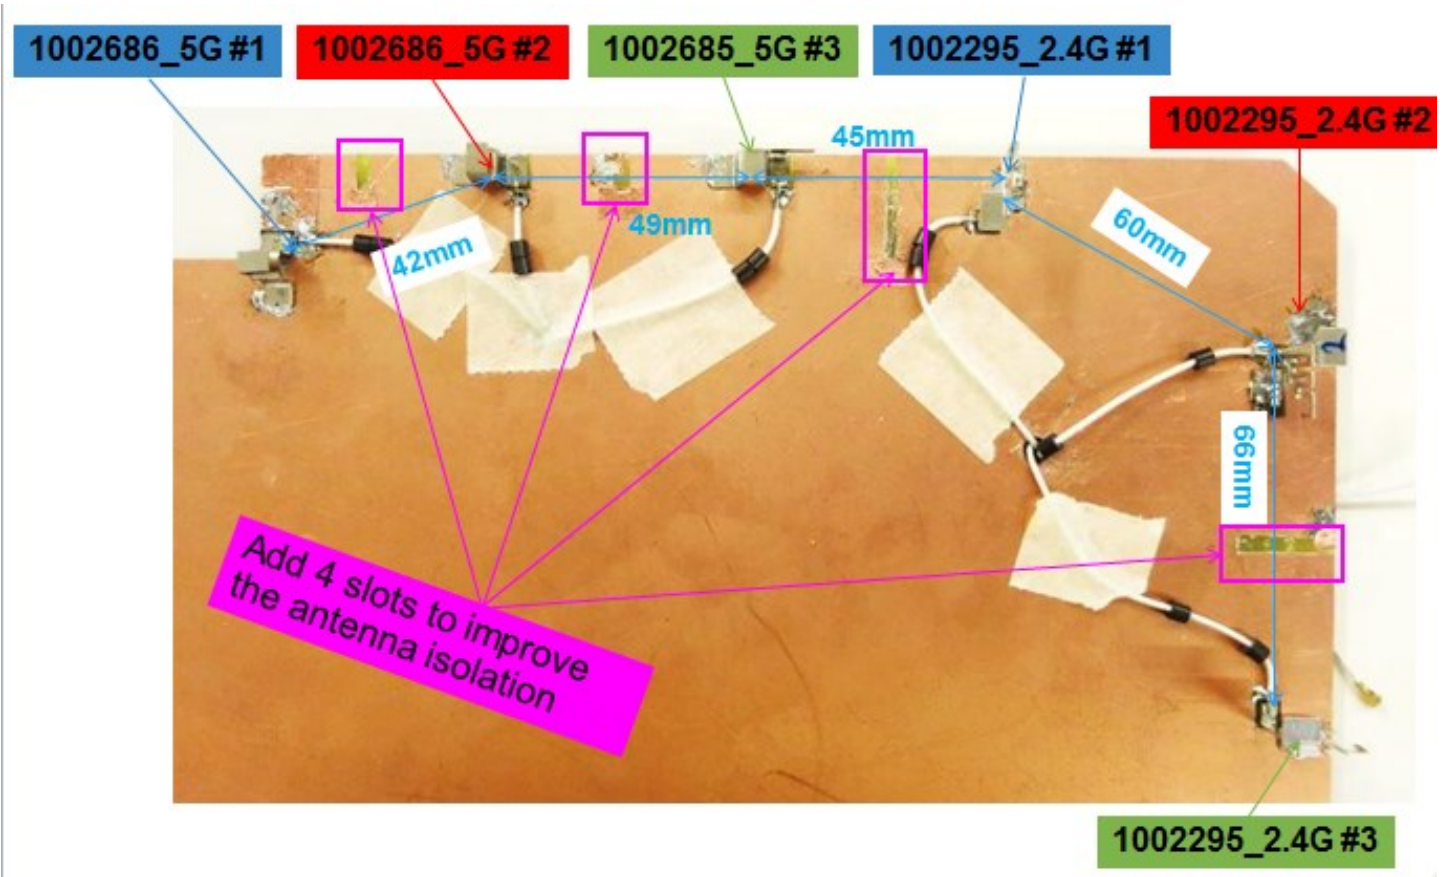 1002686_5G #1
1002686_5G #2
1002685_5G #3
1002295_2.4G #1
1002295_2.4G #2
45mm
49mm
42mm
60mm
66mm
Add 4 slots to improve
the antenna isolation
1002295_2.4G #3